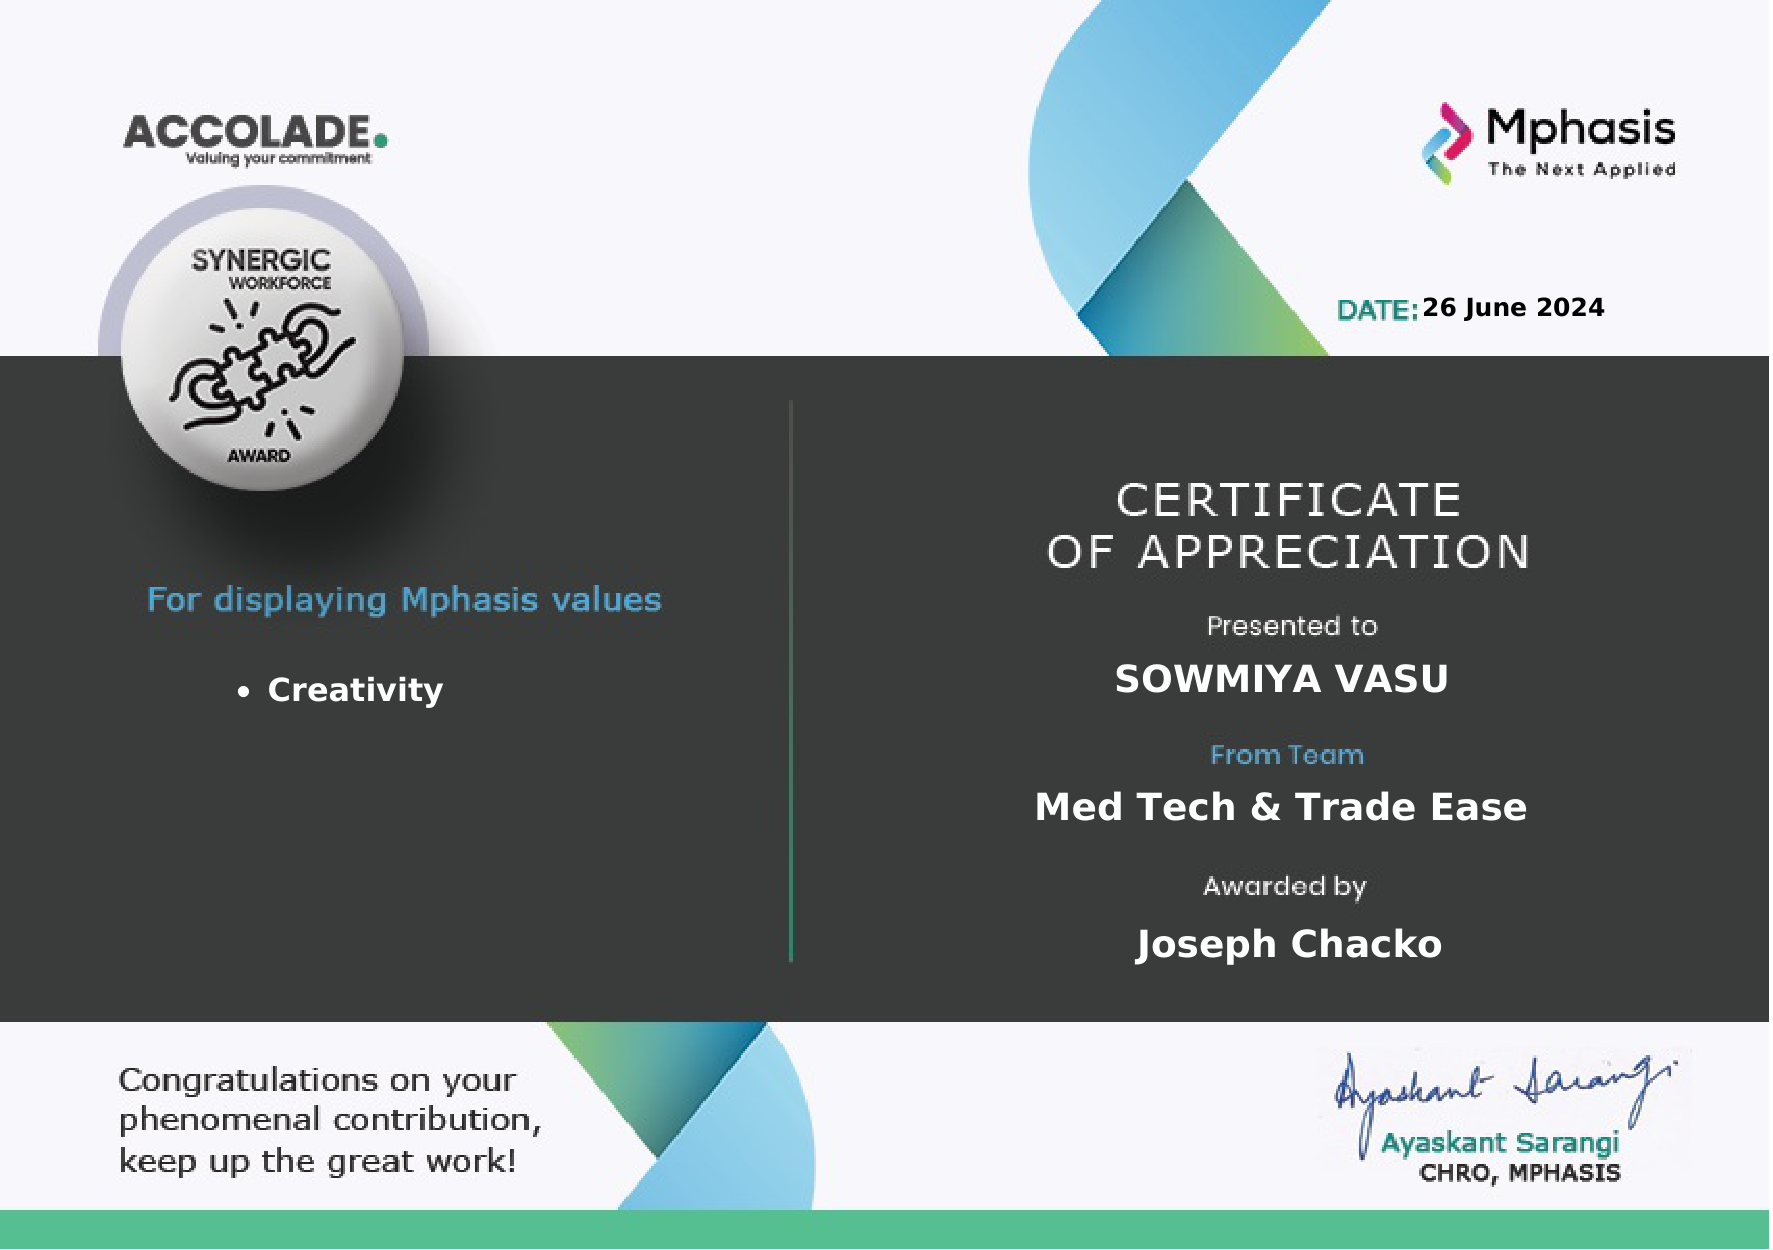 ACCOLADE.
Valuing your commitment
Mphasis
The Next Applied
SYNERGIC
WORKFORCE
AWARD
DATE: 26 June 2024
For displaying Mphasis values
• Creativity
CERTIFICATE
OF APPRECIATION
Presented to
SOWMIYA VASU
From Team
Med Tech & Trade Ease
Awarded by
Joseph Chacko
Congratulations on your
phenomenal contribution,
keep up the great work!
Ayaskant Sarangi
Ayaskant Sarangi
CHRO, MPHASIS